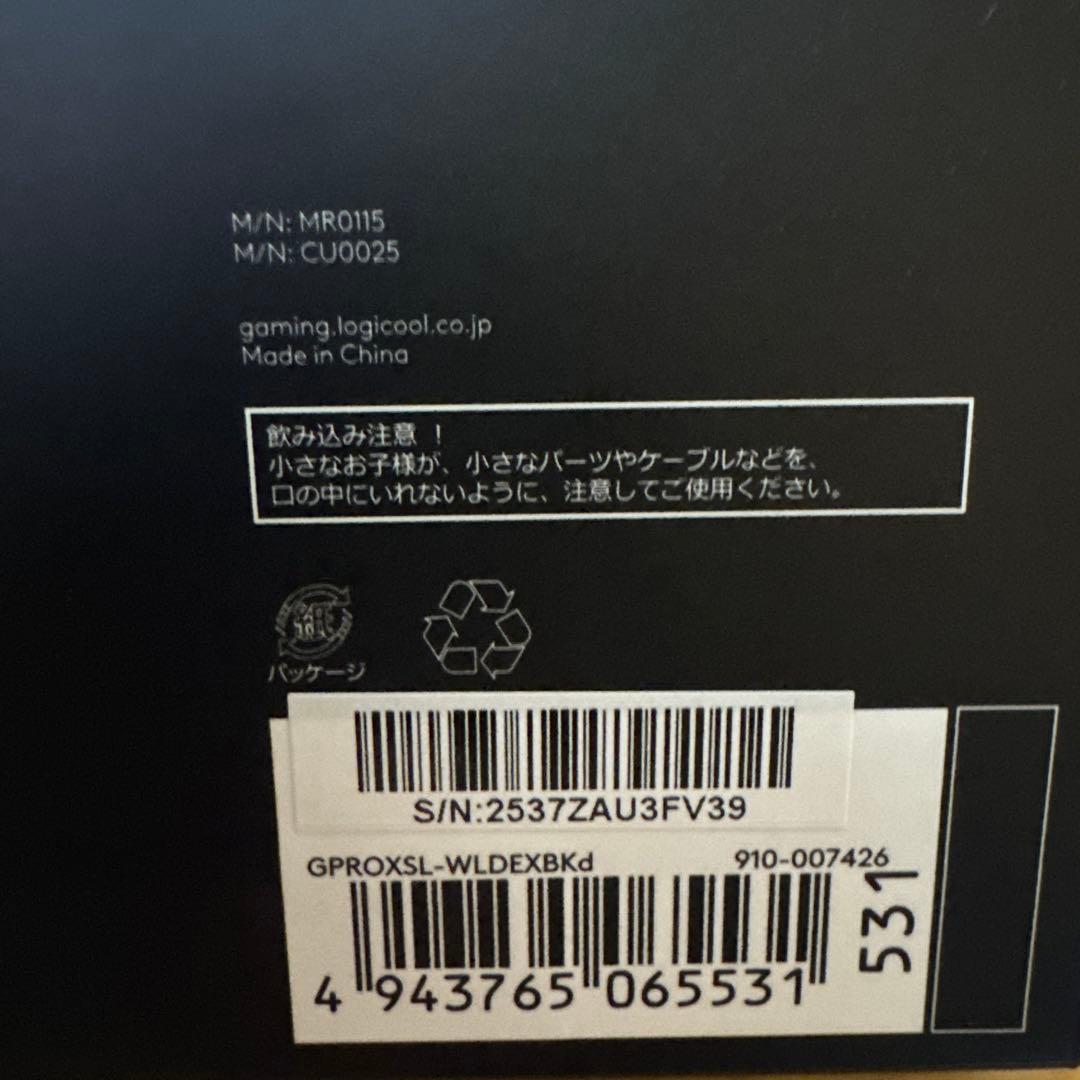 M/N: MR0115
M/N: CU0025
gaming.logicool.co.jp
Made in China
飲み込み注意 !
小さなお子様が、小さなパーツやケーブルなどを、
口の中にいれないように、注意してご使用ください。
紙
パッケージ
S/N:2537ZAU3FV39
GPROXSL-WLDEXBKd 910-007426
531
4 943765 065531